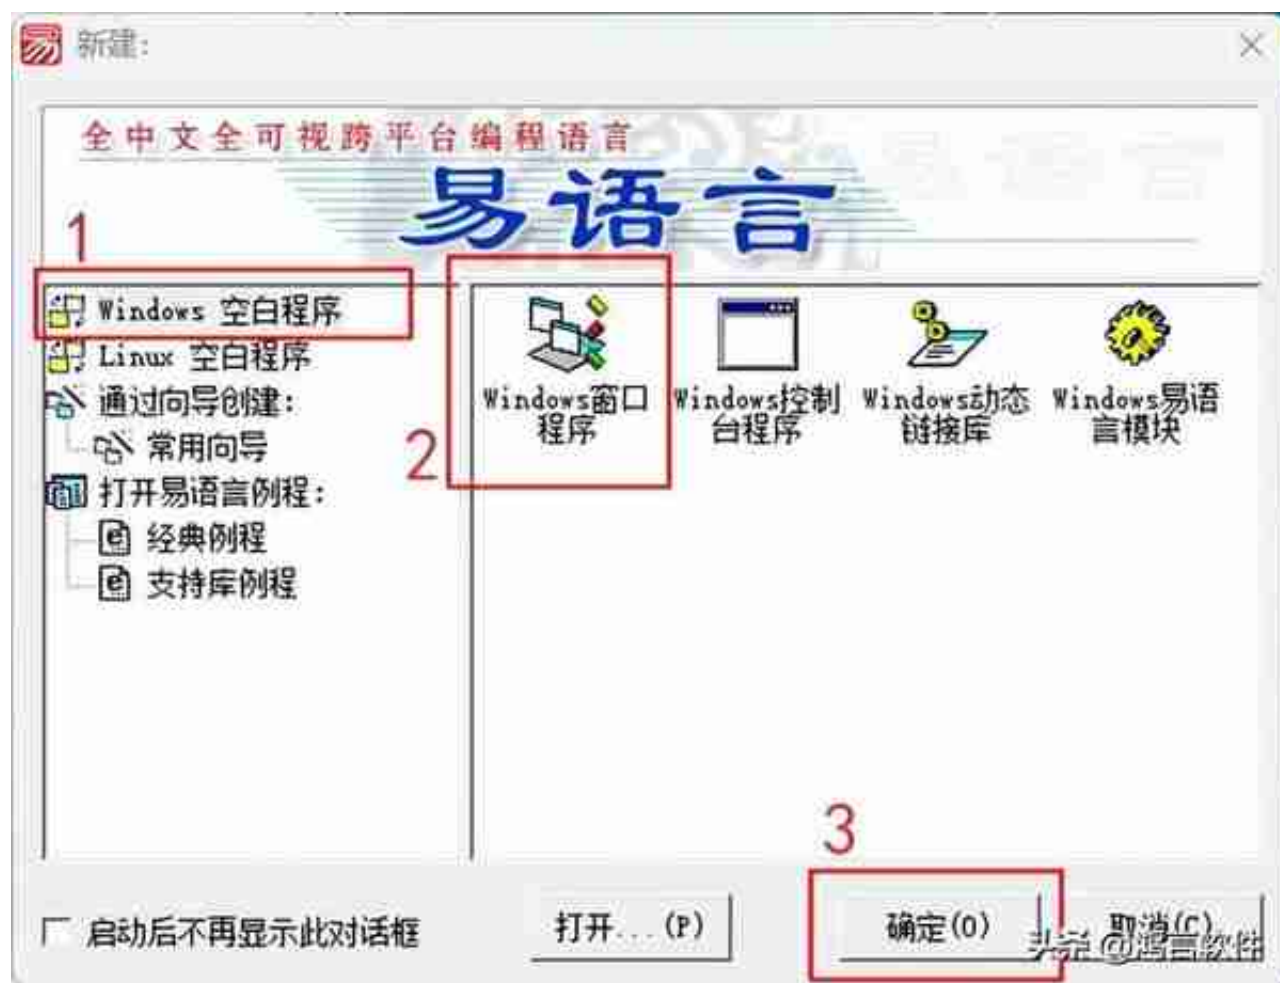 新建:
全中文全可视跨平台编程语言
易语言
1
Windows 空白程序
Linux 空白程序
通过向导创建:
常用向导
打开易语言例程:
经典例程
支持库例程
2
Windows窗口
程序
Windows控制
台程序
Windows动态
链接库
Windows易语
言模块
3
启动后不再显示此对话框
打开...(P)
确定(O)
取消(C)
头条 @鸿言软件